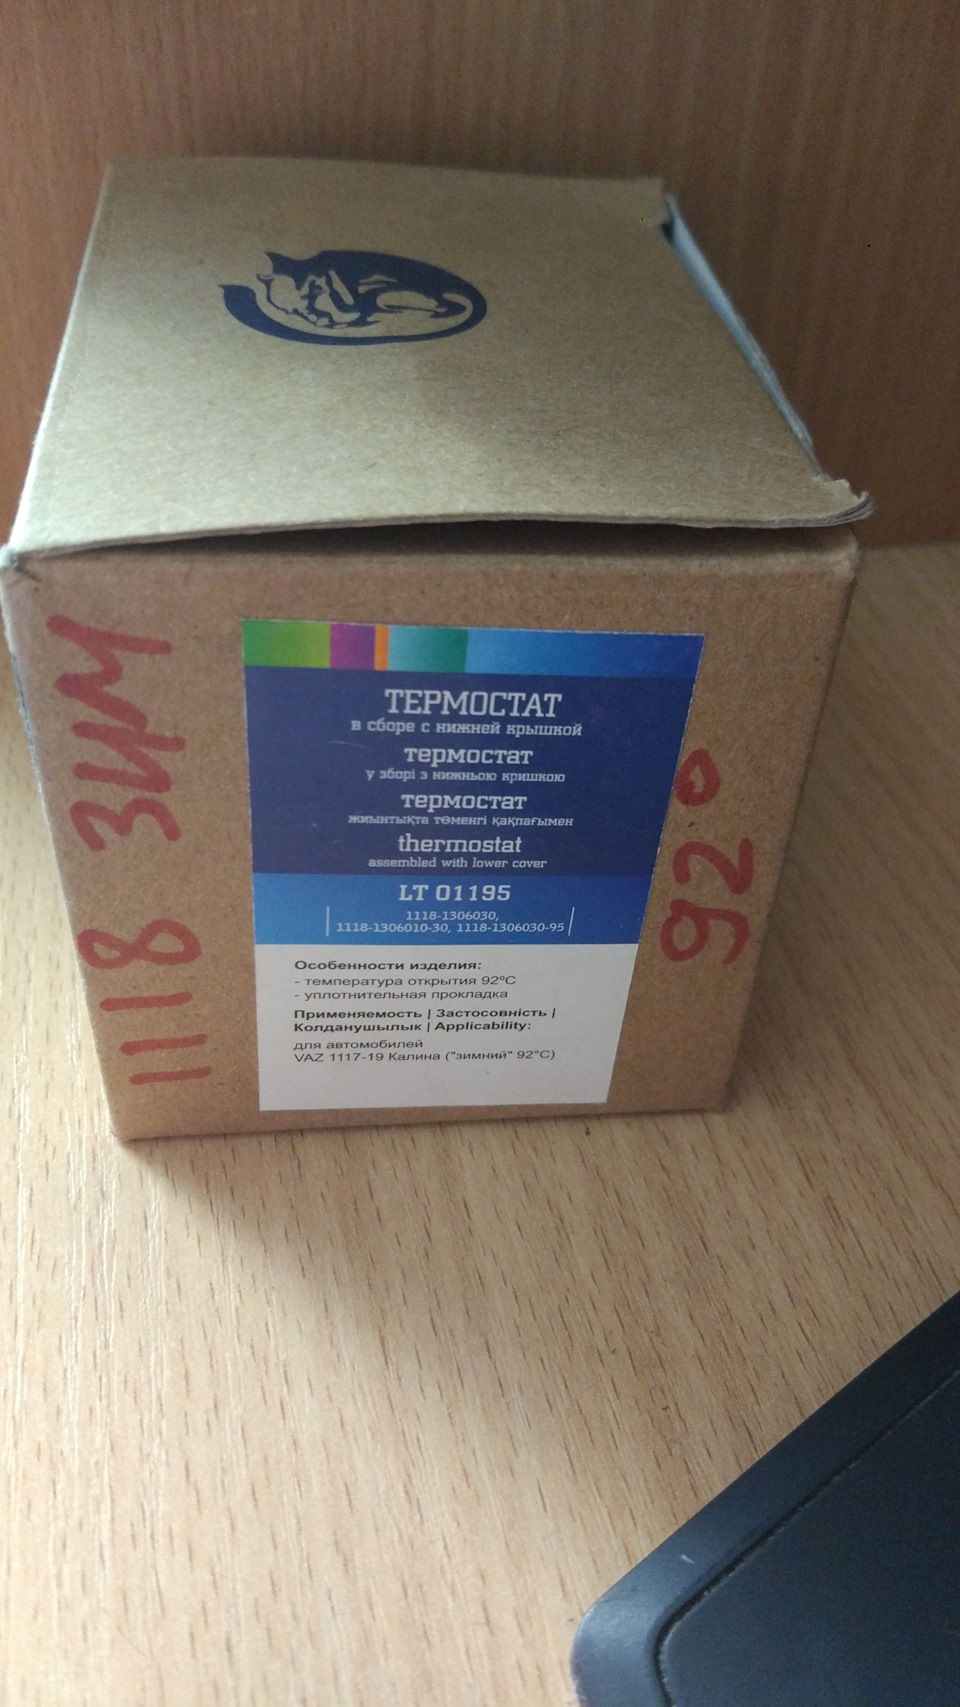 1118 ЗИМ
ТЕРМОСТАТ
в сборе с нижней крышкой
термостат
у зборі з нижньою кришкою
термостат
жиынтықта төменгі қақпағымен
thermostat
assembled with lower cover
LT 01195
1118-1306030,
1118-1306010-30, 1118-1306030-95
Особенности изделия:
- температура открытия 92ºC
- уплотнительная прокладка
Применяемость | Застосовність |
Колданушылык | Applicability:
для автомобилей
VAZ 1117-19 Калина ("зимний" 92°C)
92°